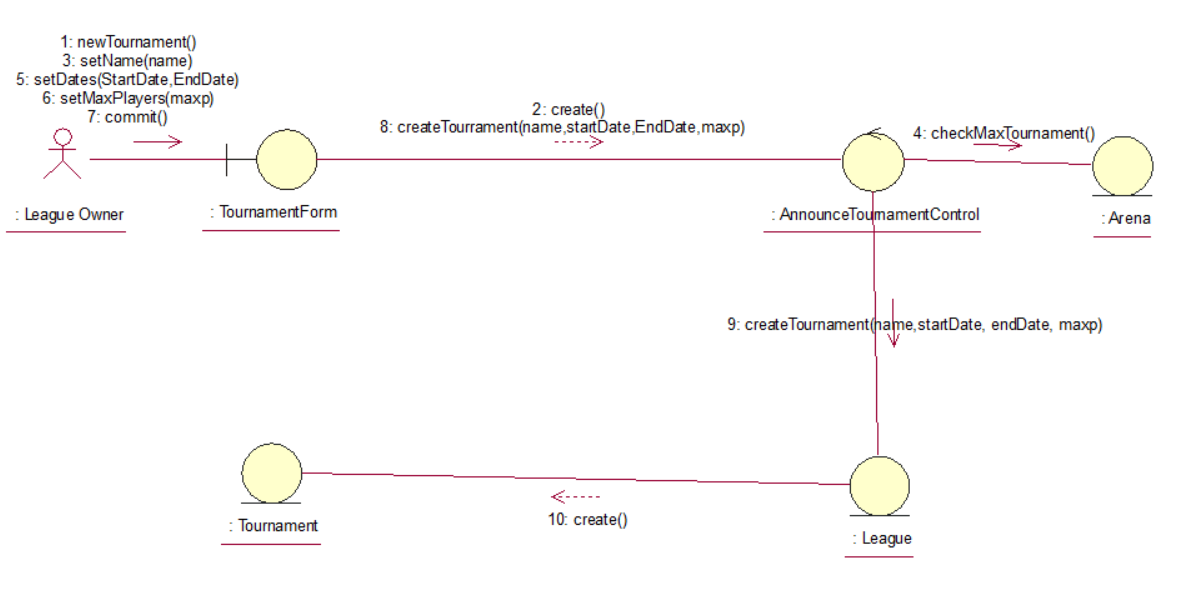 1: newTournament()
3: setName(name)
5: setDates(StartDate,EndDate)
6: setMaxPlayers(maxp)
7: commit()
2: create()
8: createTourrament(name,startDate,EndDate,maxp)
4: checkMaxTournament()
: League Owner
: TournamentForm
: AnnounceTournamentControl
: Arena
9: createTournament(name,startDate, endDate, maxp)
10: create()
: Tournament
: League